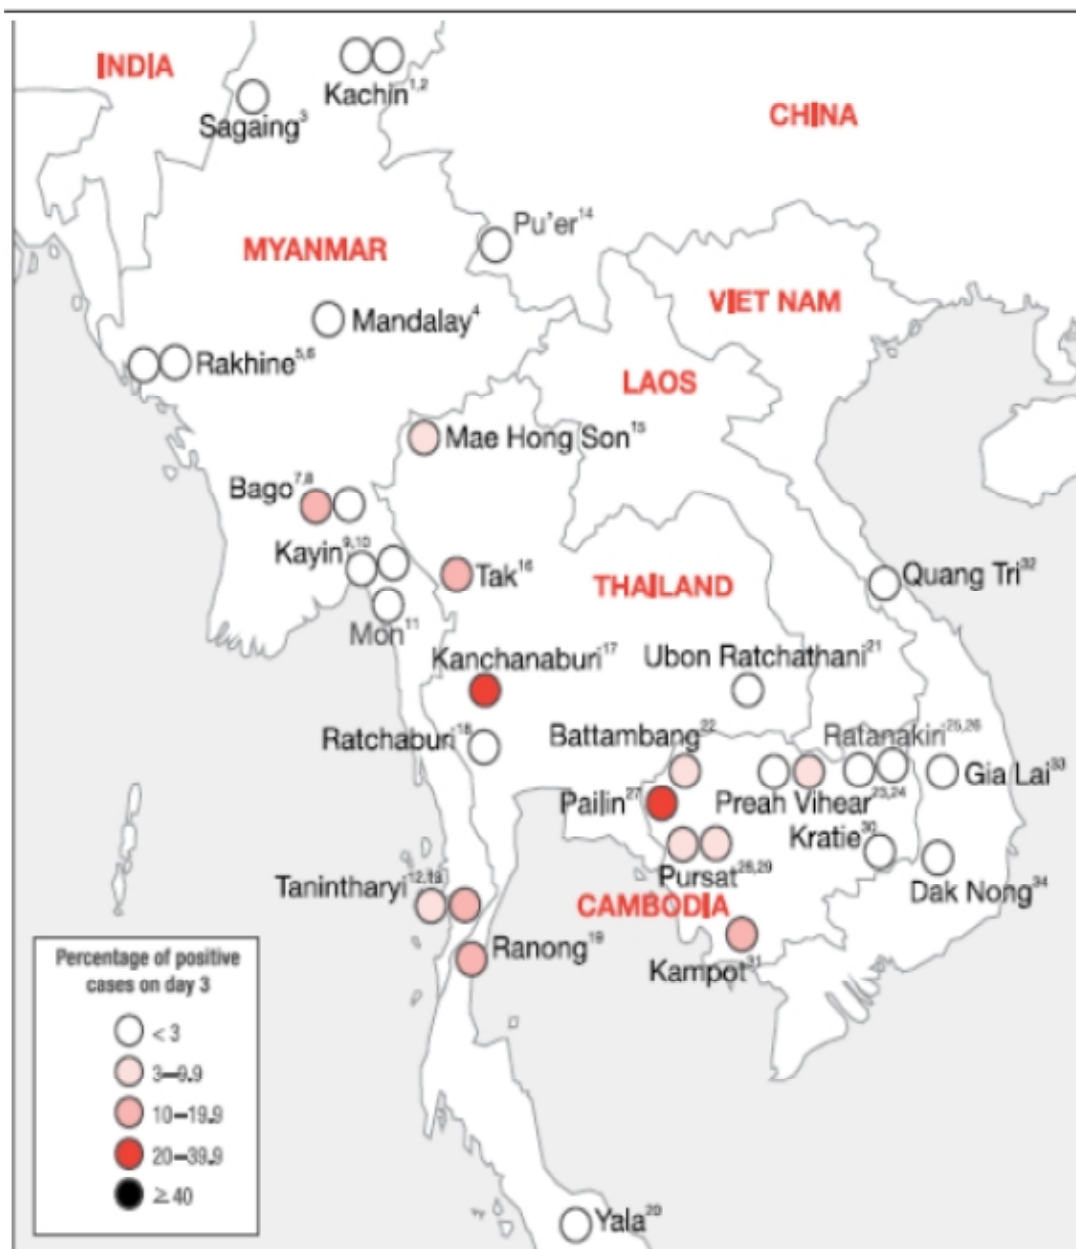 INDIA
Kachin1,2
Sagaing3
CHINA
Pu'er14
MYANMAR
VIET NAM
Mandalay4
Rakhine5,6
LAOS
Mae Hong Son15
Bago7,8
Kayin9,10
Tak16
THAILAND
Quang Tri32
Mon11
Kanchanaburi17
Ubon Ratchathani21
Ratchaburi18
Battambang22
Ratanakiri25,26
Gia Lai33
Pailin27
Preah Vihear23,24
Kratie30
Pursat28,29
Tanintharyi12,13
CAMBODIA
Dak Nong34
Ranong19
Kampot31
Percentage of positive
cases on day 3
< 3
3–9.9
10–19.9
20–39.9
≥ 40
Yala20